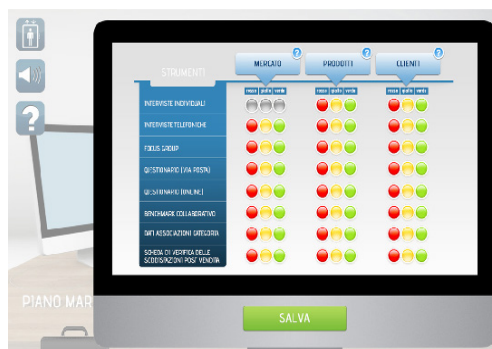 MERCATO
PRODOTTI
CLIENTI
?
?
?
STRUMENTI
rosso giallo verde
rosso giallo verde
rosso giallo verde
INTERVISTE INDIVIDUALI
INTERVISTE TELEFONICHE
FOCUS GROUP
QUESTIONARIO (VIA POSTA)
QUESTIONARIO (ONLINE)
BENCHMARK COLLABORATIVO
DATI ASSOCIAZIONI CATEGORIA
SCHEDA DI VERIFICA DELLE
SODDISFAZIONI POST VENDITA
?
PIANO MAR
SALVA